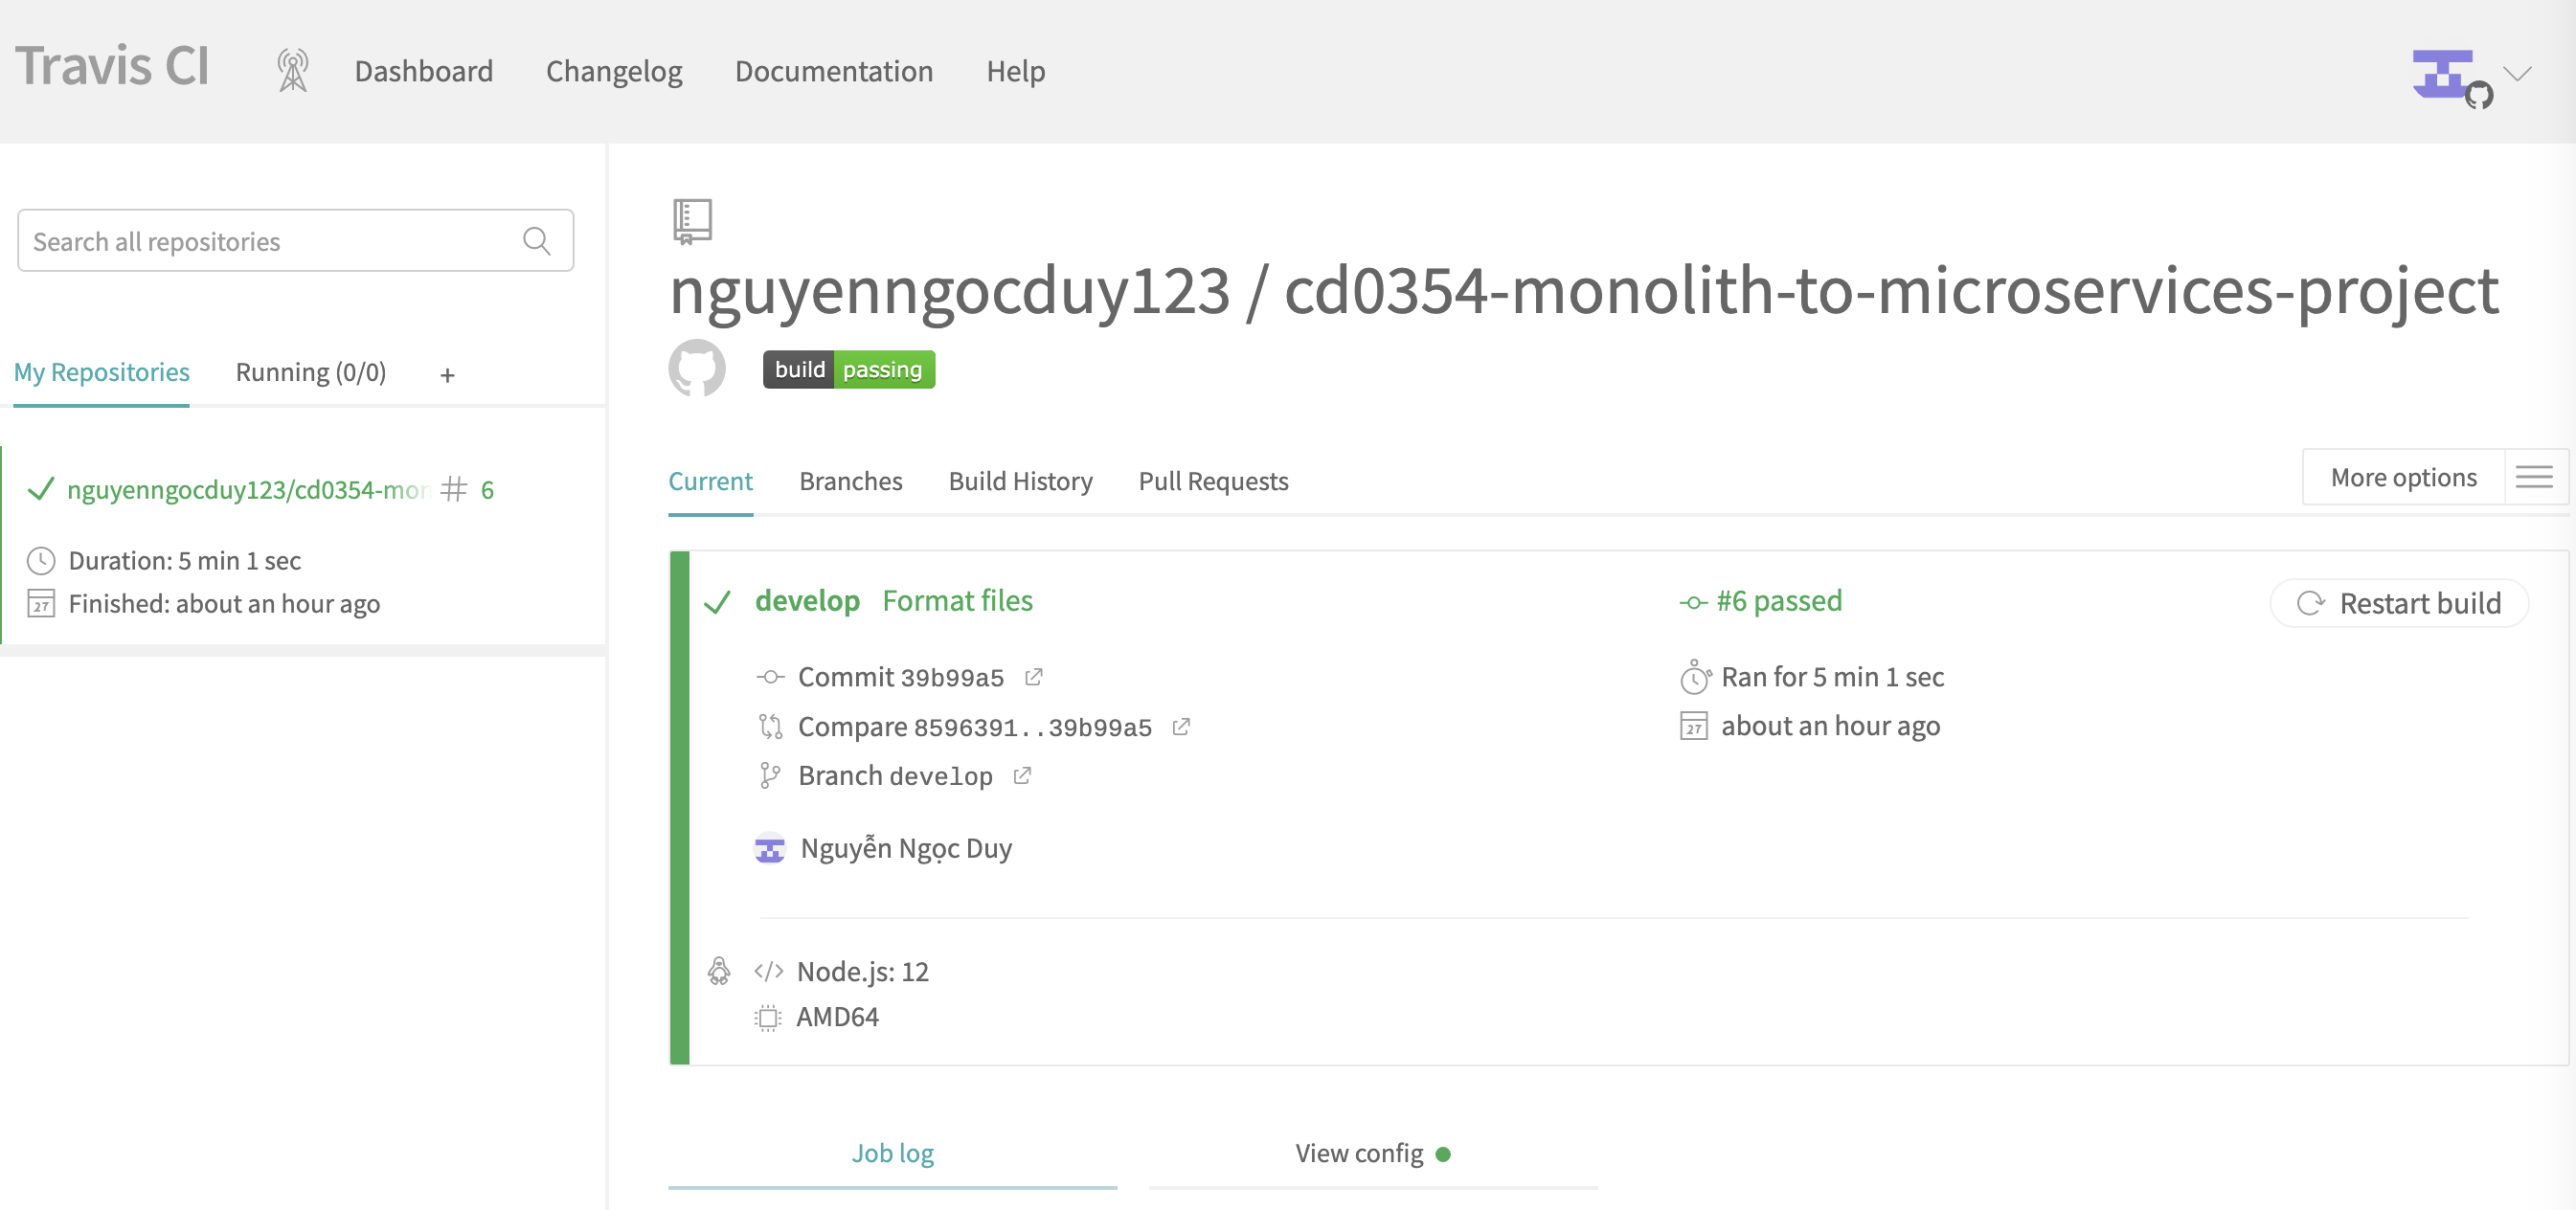 Travis CI Dashboard Changelog Documentation Help
Search all repositories
My Repositories Running (0/0) +
nguyenngocduy123/cd0354-mon # 6
Duration: 5 min 1 sec
27 Finished: about an hour ago
nguyenngocduy123 / cd0354-monolith-to-microservices-project
build passing
Current Branches Build History Pull Requests More options
develop Format files #6 passed Restart build
Commit 39b99a5 Ran for 5 min 1 sec
Compare 8596391..39b99a5 27 about an hour ago
Branch develop
Nguyễn Ngọc Duy
</> Node.js: 12
AMD64
Job log View config